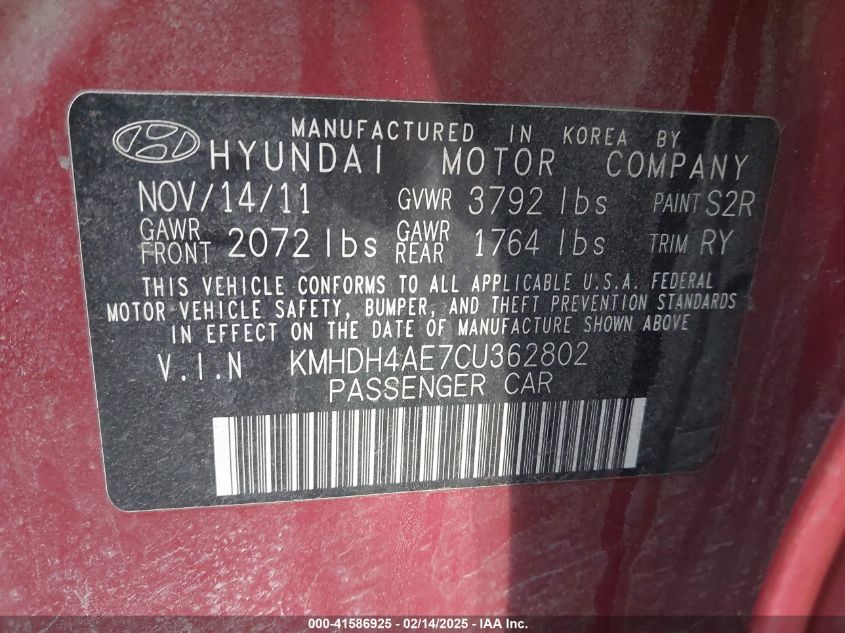 MANUFACTURED IN KOREA BY
HYUNDAI MOTOR COMPANY
NOV/14/11 GVWR 3792 lbs PAINT S2R
GAWR FRONT 2072 lbs GAWR REAR 1764 lbs TRIM RY
THIS VEHICLE CONFORMS TO ALL APPLICABLE U.S.A. FEDERAL
MOTOR VEHICLE SAFETY, BUMPER, AND THEFT PREVENTION STANDARDS
IN EFFECT ON THE DATE OF MANUFACTURE SHOWN ABOVE
V.I.N KMHDH4AE7CU362802
PASSENGER CAR
000-41586925 - 02/14/2025 - IAA Inc.